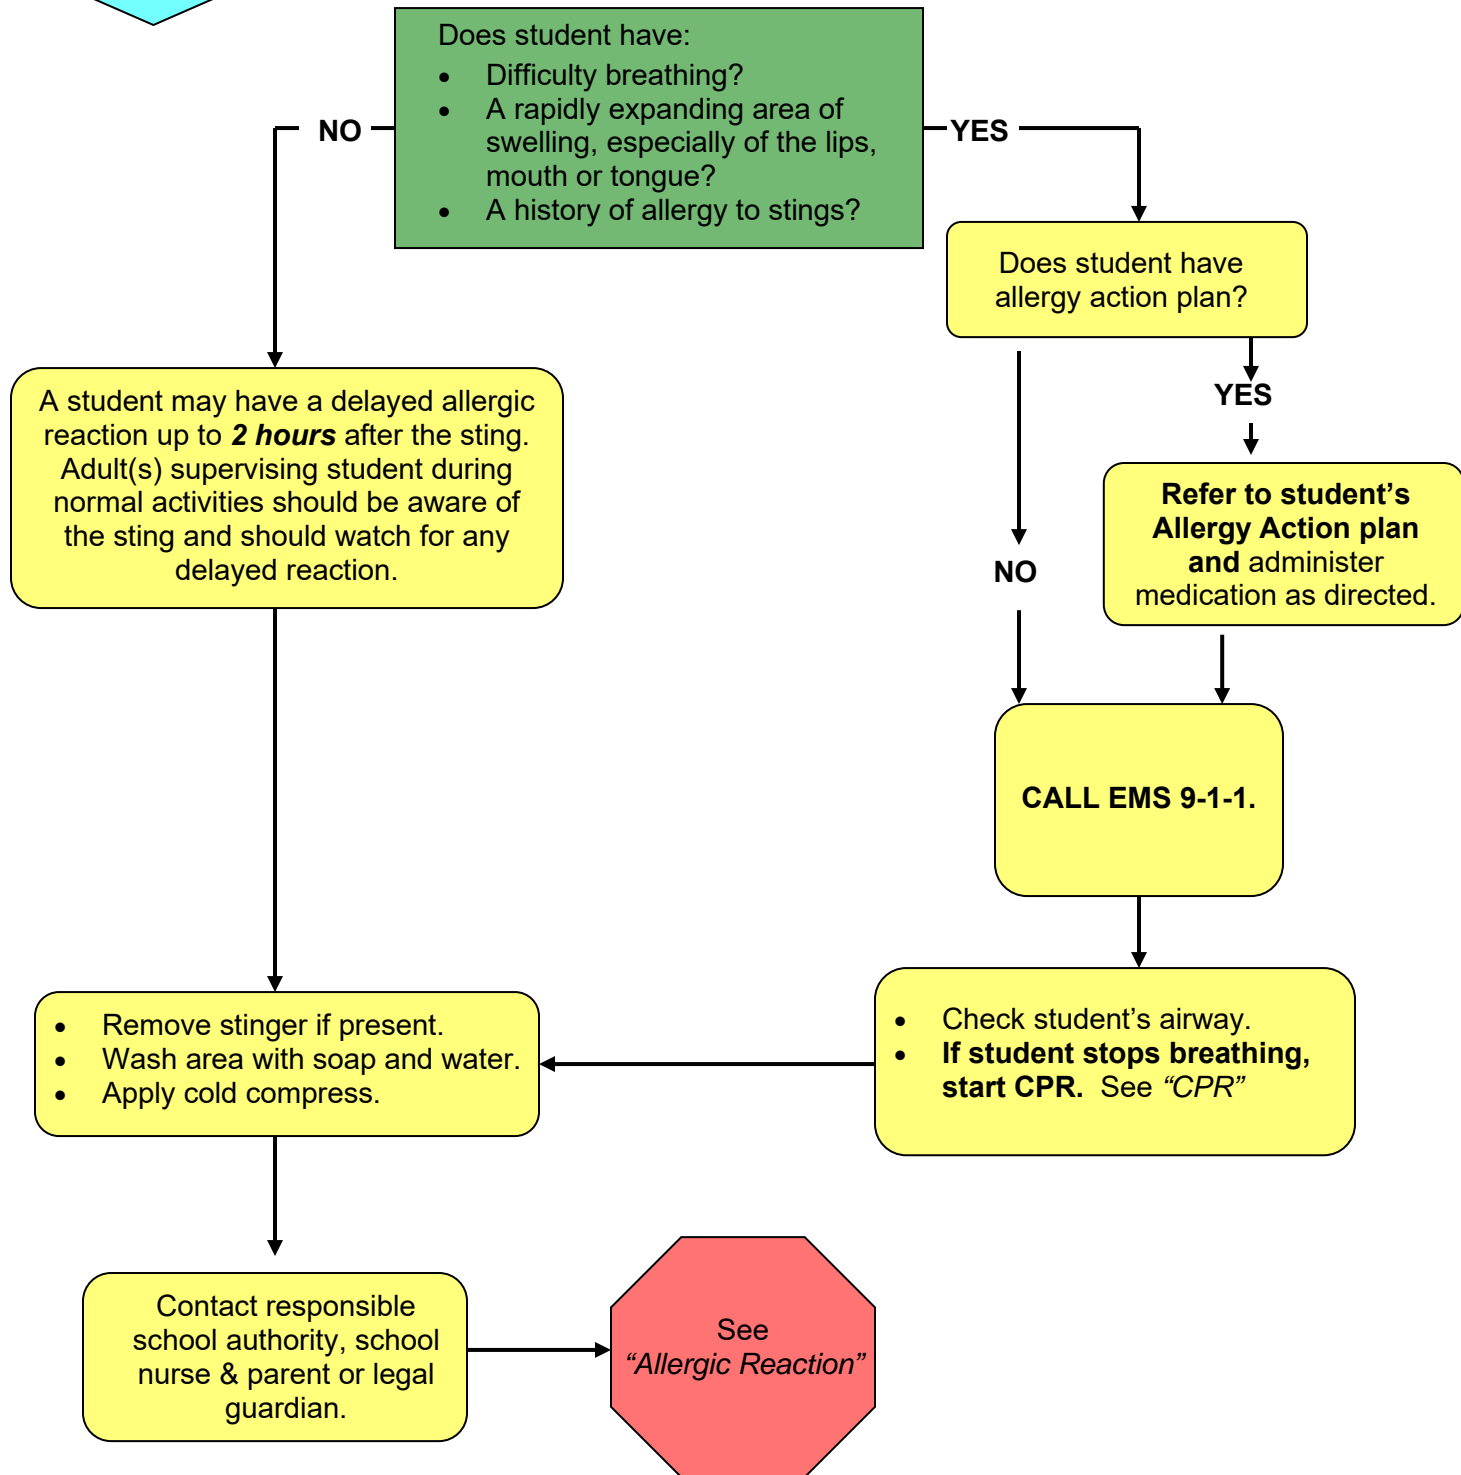 Does student have:
• Difficulty breathing?
• A rapidly expanding area of
swelling, especially of the lips,
mouth or tongue?
• A history of allergy to stings?
NO
YES
Does student have
allergy action plan?
A student may have a delayed allergic
reaction up to 2 hours after the sting.
Adult(s) supervising student during
normal activities should be aware of
the sting and should watch for any
delayed reaction.
YES
Refer to student’s
Allergy Action plan
and administer
medication as directed.
NO
CALL EMS 9-1-1.
• Check student’s airway.
• If student stops breathing,
start CPR. See “CPR”
• Remove stinger if present.
• Wash area with soap and water.
• Apply cold compress.
Contact responsible
school authority, school
nurse & parent or legal
guardian.
See
“Allergic Reaction”